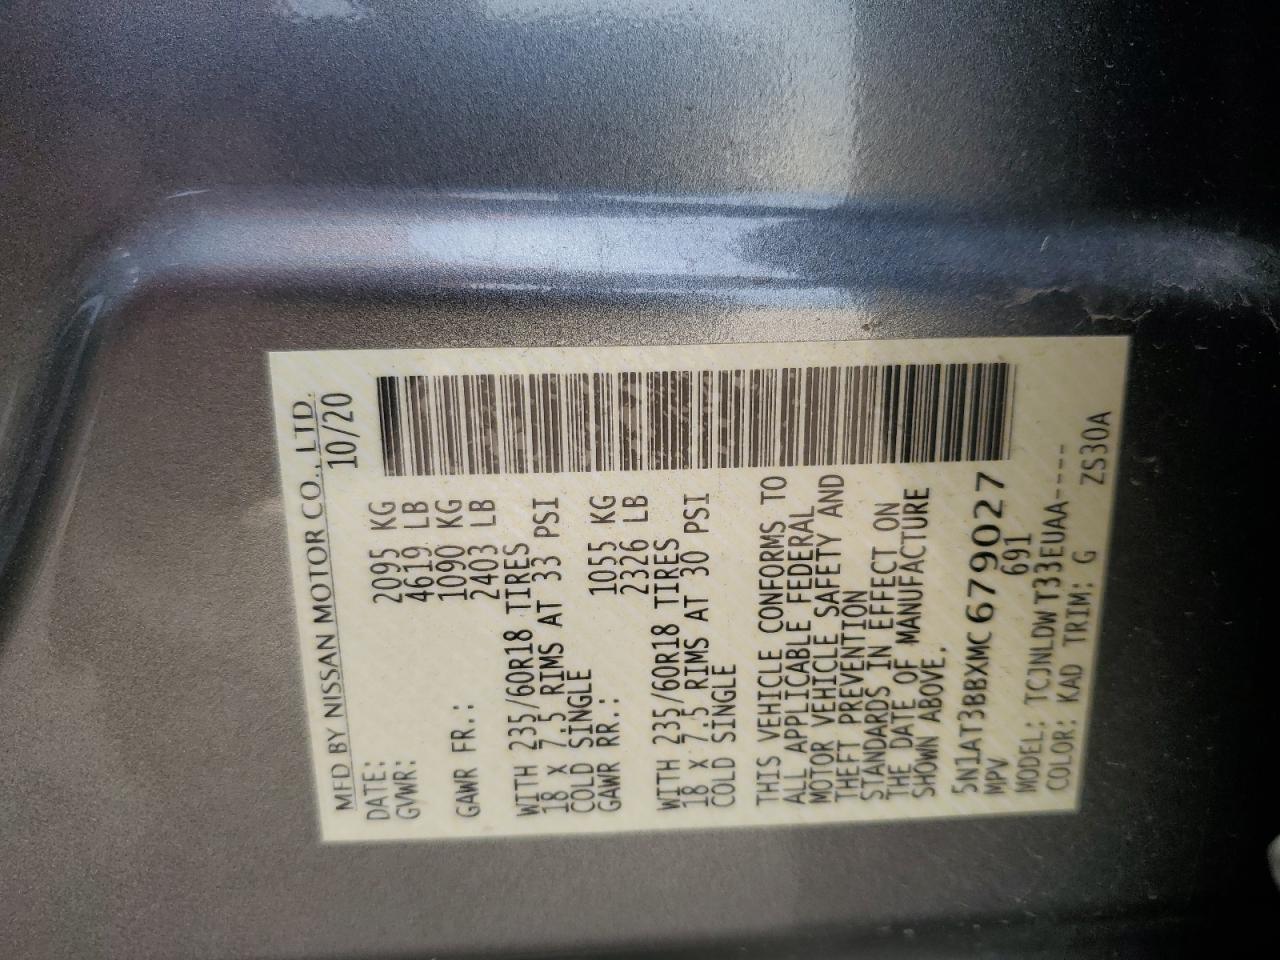 MFD BY NISSAN MOTOR CO., LTD.
DATE: 10/20
GVWR: 2095 KG
4619 LB
GAWR FR.: 1090 KG
2403 LB
WITH 235/60R18 TIRES
18 X 7.5 RIMS AT 33 PSI
COLD SINGLE
GAWR RR.: 1055 KG
2326 LB
WITH 235/60R18 TIRES
18 X 7.5 RIMS AT 30 PSI
COLD SINGLE
THIS VEHICLE CONFORMS TO
ALL APPLICABLE FEDERAL
MOTOR VEHICLE SAFETY AND
THEFT PREVENTION
STANDARDS IN EFFECT ON
THE DATE OF MANUFACTURE
SHOWN ABOVE.
5N1AT3BBXMC679027
MPV 691
MODEL: TCJNLDWT33EUAA----
COLOR: KAD TRIM: G ZS30A